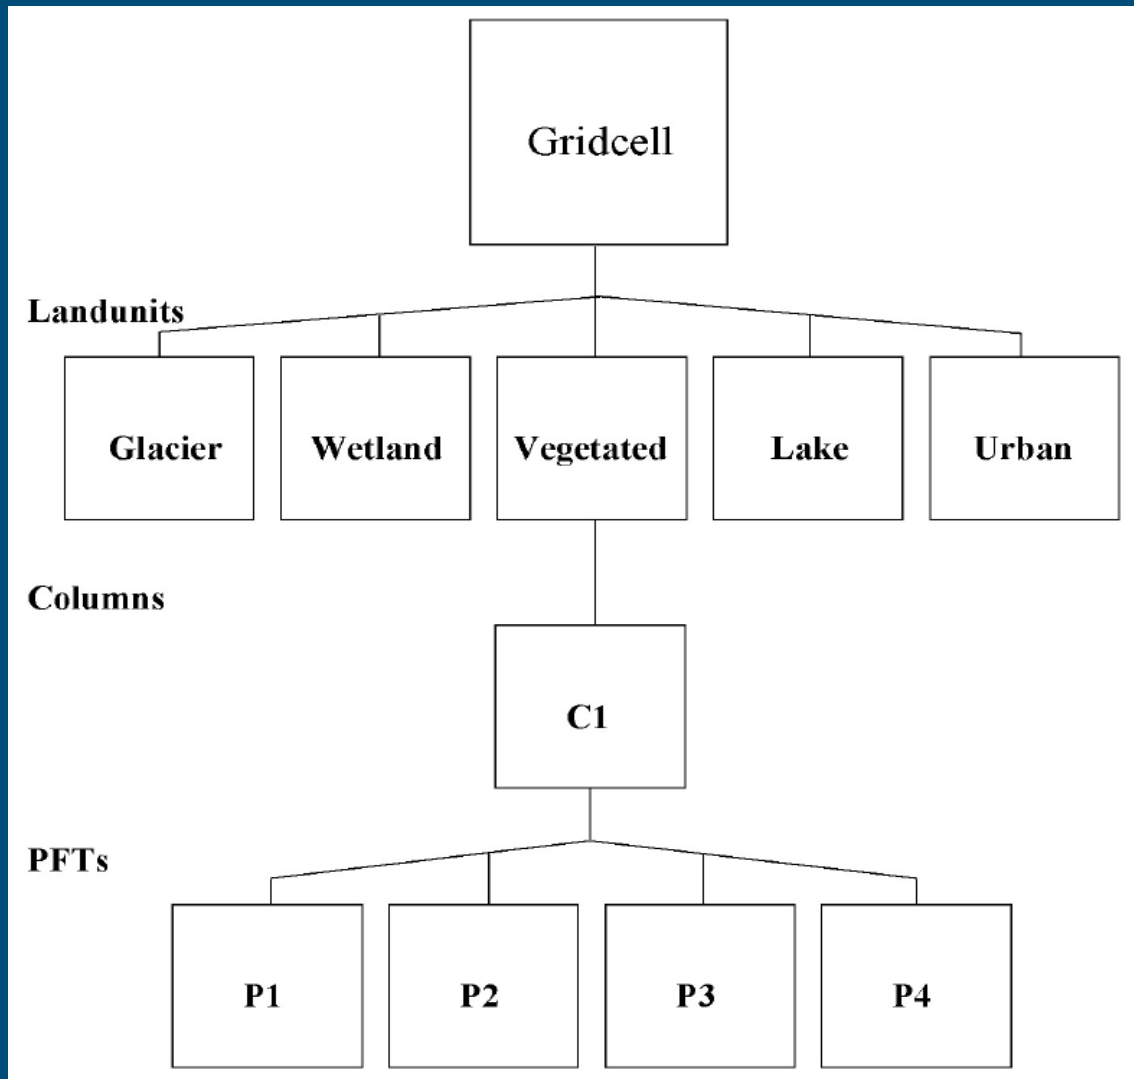 Gridcell
Landunits
Glacier
Wetland
Vegetated
Lake
Urban
Columns
C1
PFTs
P1
P2
P3
P4